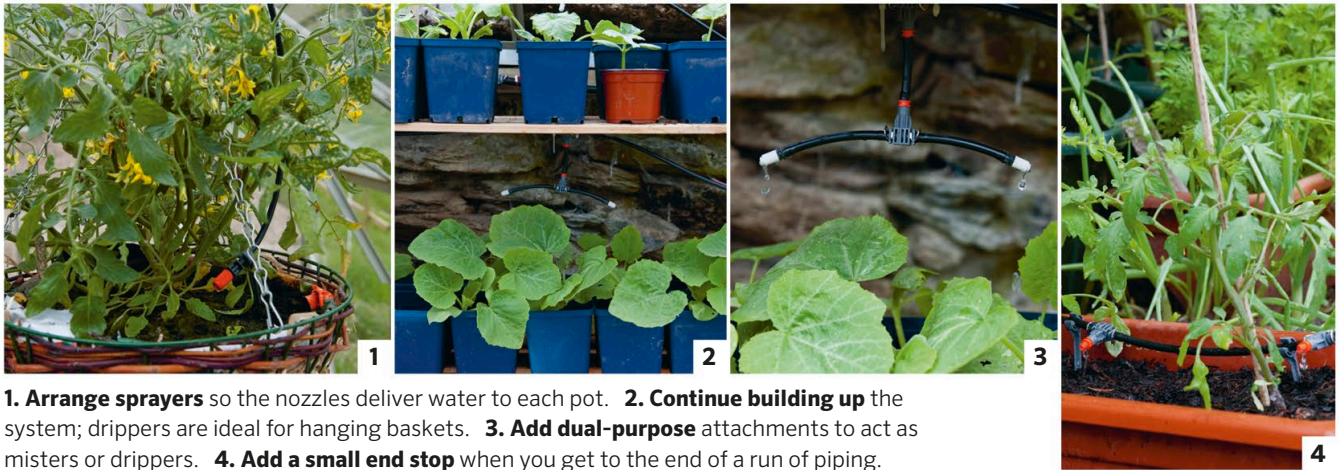 1
2
3
4
1. Arrange sprayers so the nozzles deliver water to each pot. 2. Continue building up the
system; drippers are ideal for hanging baskets. 3. Add dual-purpose attachments to act as
misters or drippers. 4. Add a small end stop when you get to the end of a run of piping.